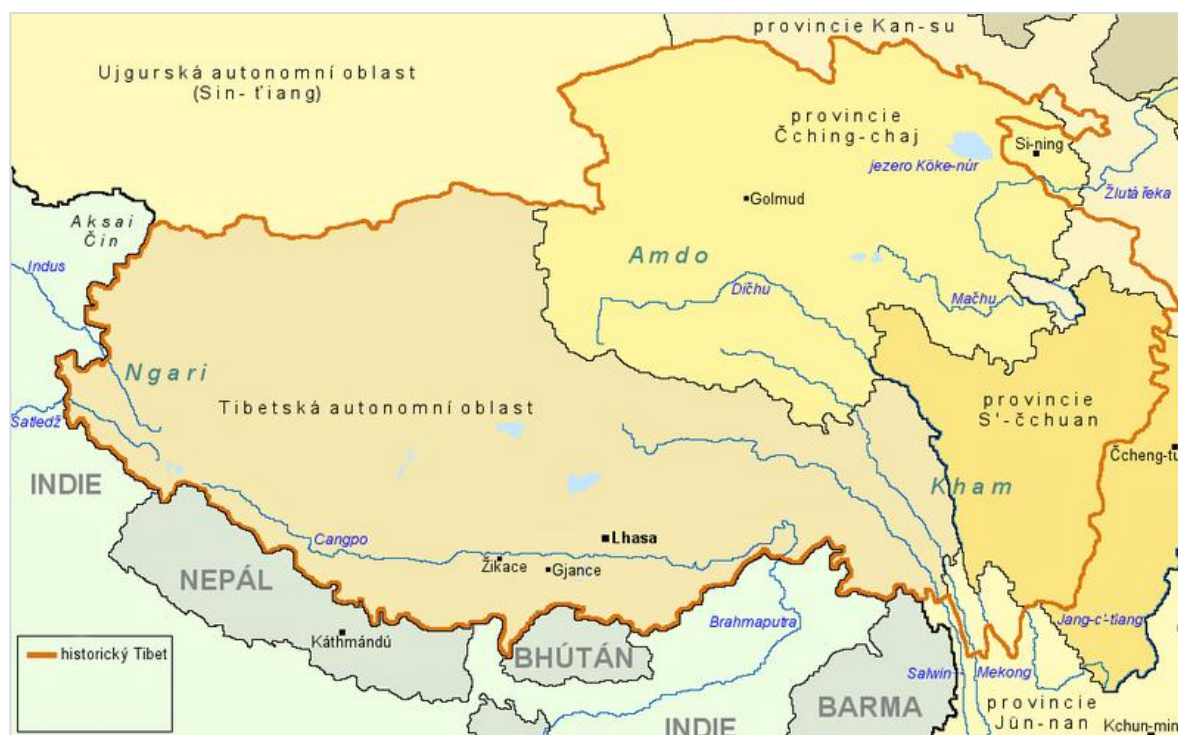 provincie Kan-su
Ujgurská autonomní oblast
(Sin-ťiang)
provincie
Čching-chaj
Si-ning
jezero Köke-núr
Žlutá řeka
Golmud
Aksai
Čin
Indus
Amdo
Dičhu
Mačhu
Ngari
Tibetská autonomní oblast
provincie
S'-čchuan
Satledž
Čcheng-tu
INDIE
Kham
Cangpo
Lhasa
Žikace
Gjance
NEPÁL
Káthmándú
Brahmaputra
Jang-c'-ťiang
historický Tibet
BHÚTÁN
Salwin
Mekong
BARMA
provincie
Jün-nan
INDIE
Kchun-min